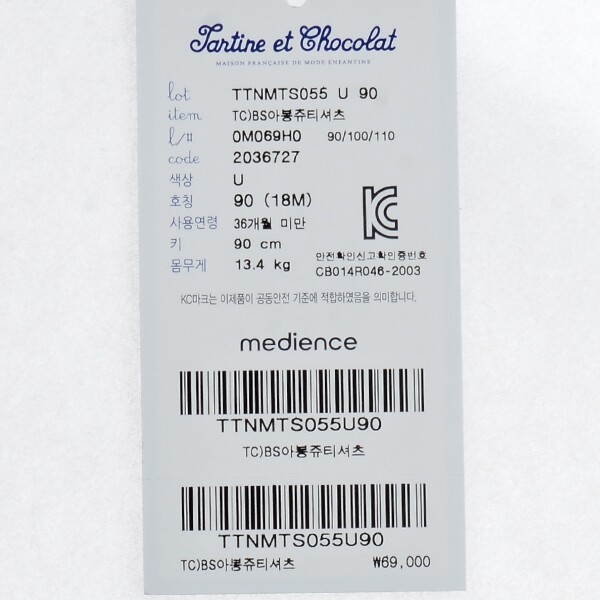 Tartine et Chocolat
MAISON FRANÇAISE DE MODE ENFANTINE
lot TTNMTS055 U 90
item TC)BS아봉쥬티셔츠
l/# 0M069H0 90/100/110
code 2036727
색상 U
호칭 90 (18M)
사용연령 36개월 미만
키 90 cm
몸무게 13.4 kg
안전확인신고확인증번호
CB014R046-2003
KC마크는 이제품이 공동안전 기준에 적합하였음을 의미합니다.
medience
TTNMTS055U90
TC)BS아봉쥬티셔츠
TTNMTS055U90
TC)BS아봉쥬티셔츠 ₩69,000